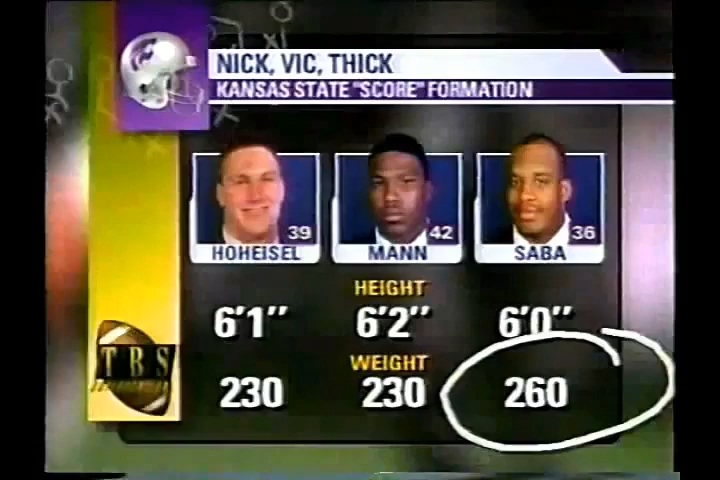 NICK, VIC, THICK
KANSAS STATE "SCORE" FORMATION
39 42 36
HOHEISEL MANN SABA
HEIGHT
6'1" 6'2" 6'0"
WEIGHT
230 230 260
TBS